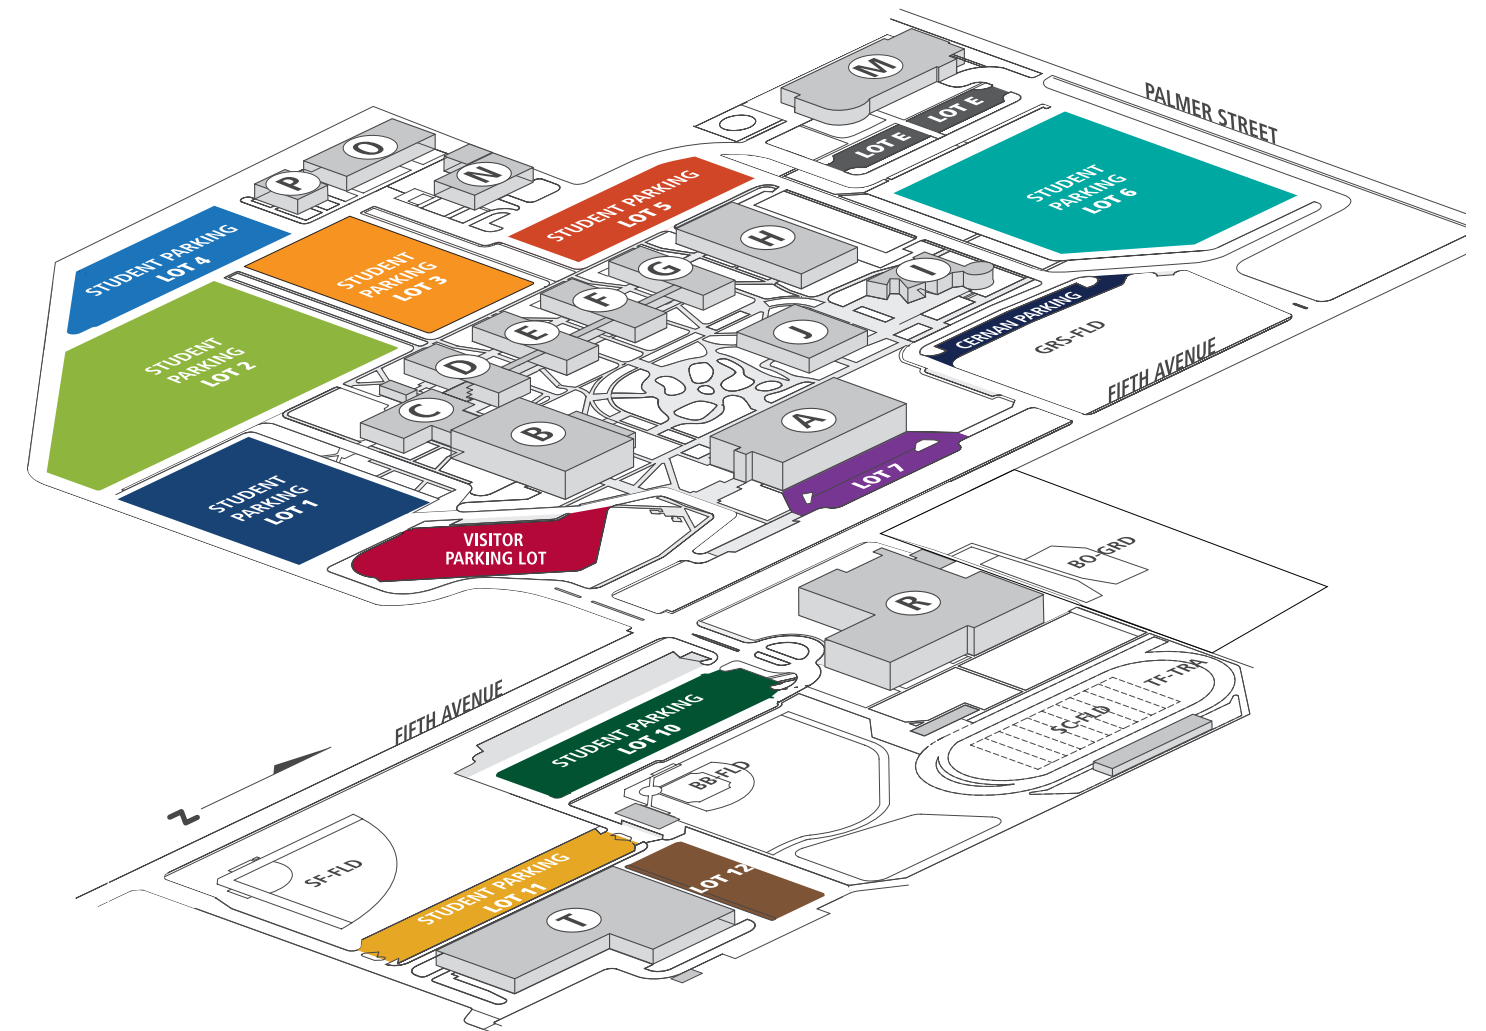 PALMER STREET
M
LOT E
LOT E
O
P
N
STUDENT PARKING
LOT 5
STUDENT
PARKING
LOT 6
STUDENT PARKING
LOT 4
STUDENT
PARKING
LOT 3
H
G
I
F
E
J
CERNAN PARKING
GRS-FLD
FIFTH AVENUE
STUDENT
PARKING
LOT 2
D
C
B
A
LOT 7
STUDENT
PARKING
LOT 1
VISITOR
PARKING LOT
BO-GRD
R
TF-TRA
SC-FLD
FIFTH AVENUE
STUDENT PARKING
LOT 10
BB-FLD
N
SF-FLD
STUDENT PARKING
LOT 11
LOT 12
T